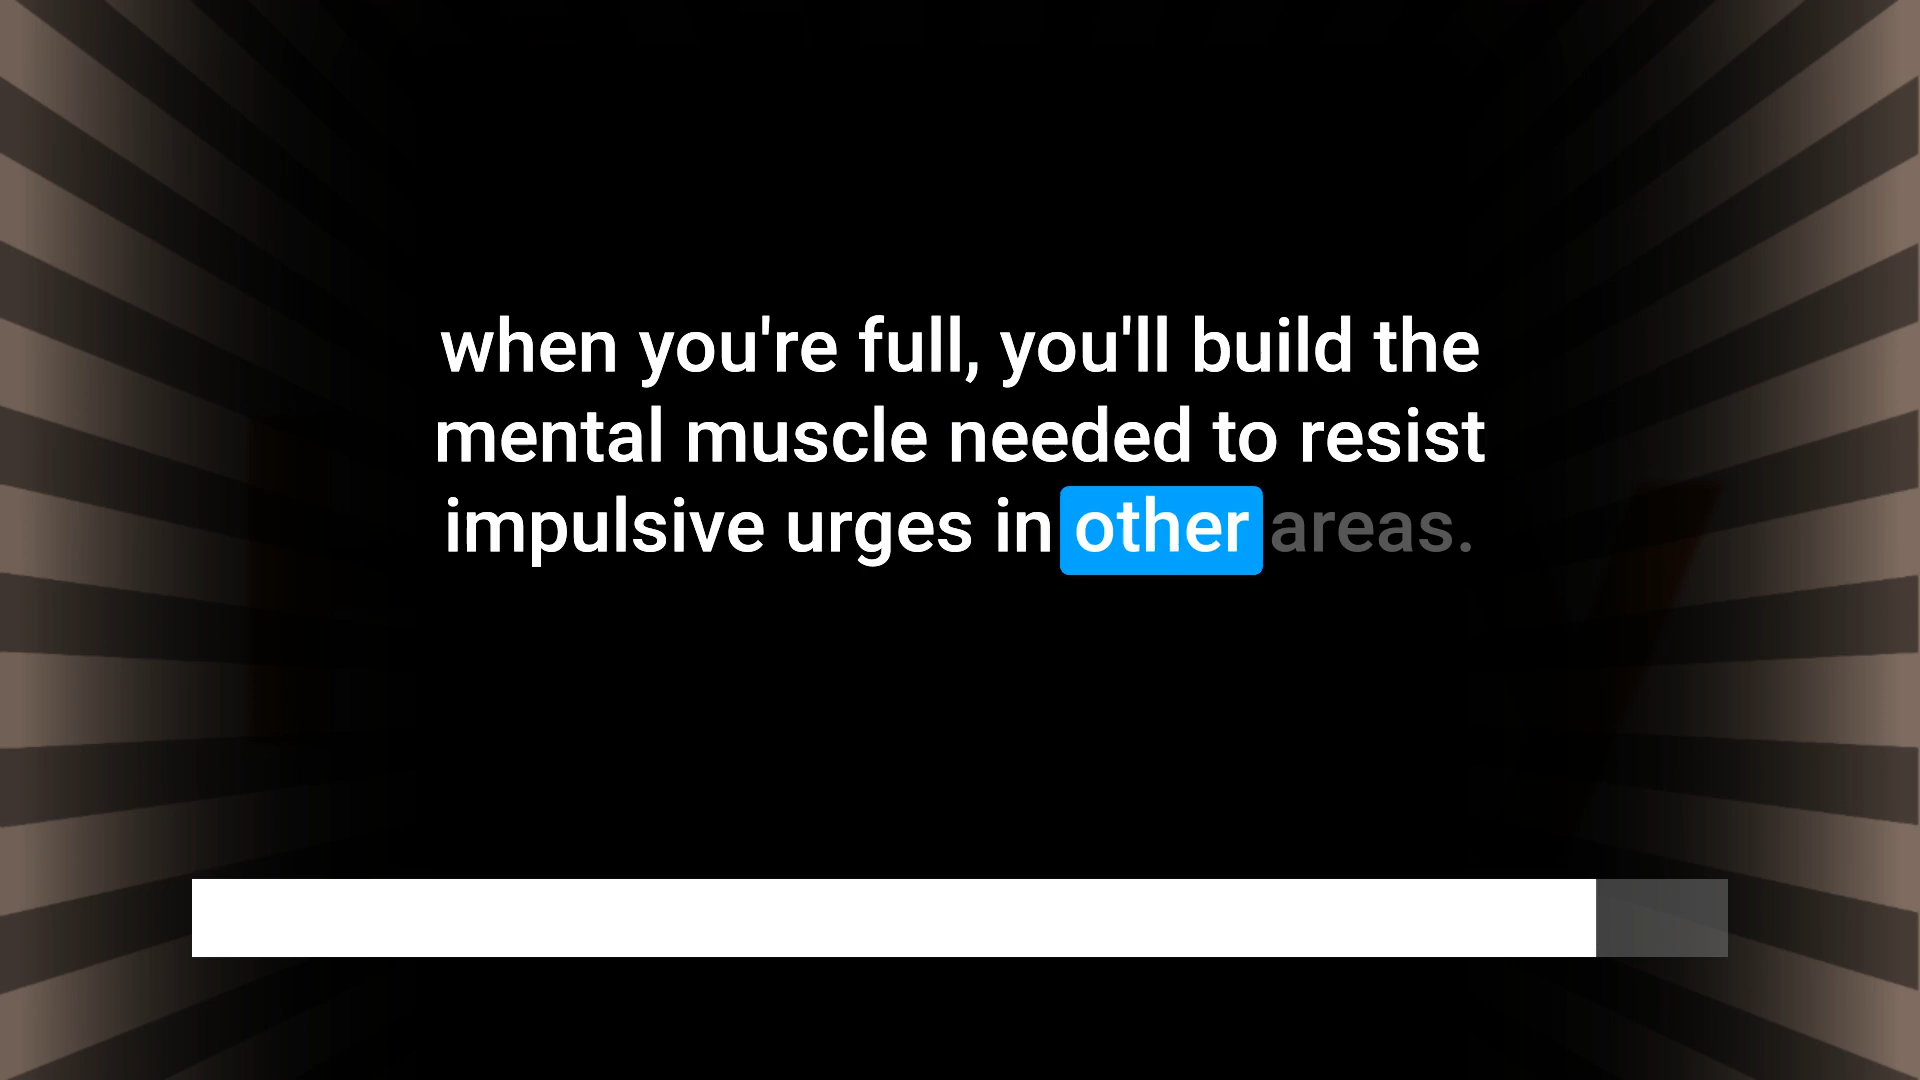 when you're full, you'll build the
mental muscle needed to resist
impulsive urges in other areas.